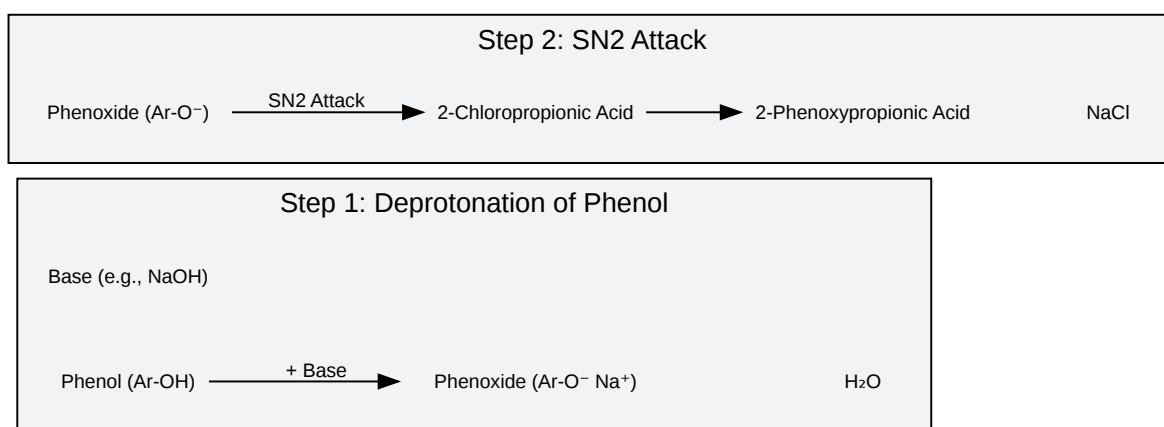 Step 2: SN2 Attack
Phenoxide (Ar-O⁻) SN2 Attack 2-Chloropropionic Acid 2-Phenoxypropionic Acid NaCl
Step 1: Deprotonation of Phenol
Base (e.g., NaOH)
Phenol (Ar-OH) + Base Phenoxide (Ar-O⁻ Na⁺) H₂O